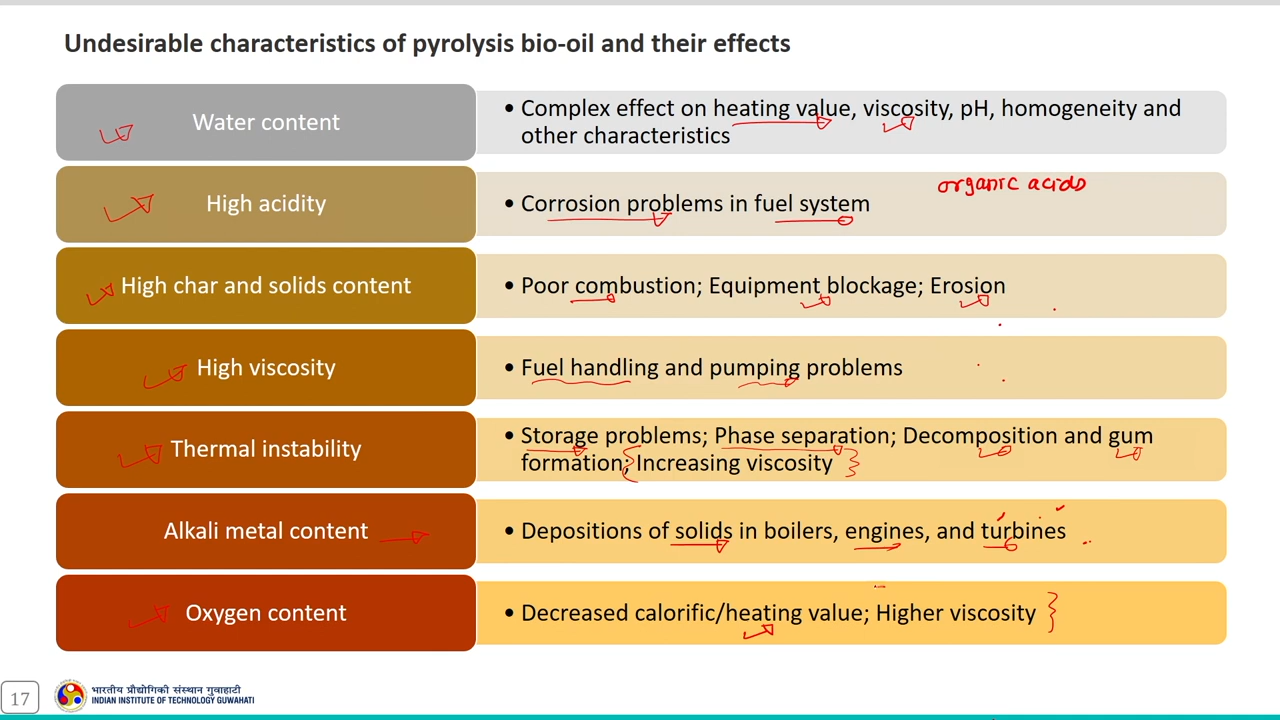 Undesirable characteristics of pyrolysis bio-oil and their effects
Water content
• Complex effect on heating value, viscosity, pH, homogeneity and
other characteristics
organic acids
High acidity
• Corrosion problems in fuel system
High char and solids content
• Poor combustion; Equipment blockage; Erosion
High viscosity
• Fuel handling and pumping problems
Thermal instability
• Storage problems; Phase separation; Decomposition and gum
formation; Increasing viscosity
Alkali metal content
• Depositions of solids in boilers, engines, and turbines
Oxygen content
• Decreased calorific/heating value; Higher viscosity
17
भारतीय प्रौद्योगिकी संस्थान गुवाहाटी
INDIAN INSTITUTE OF TECHNOLOGY GUWAHATI